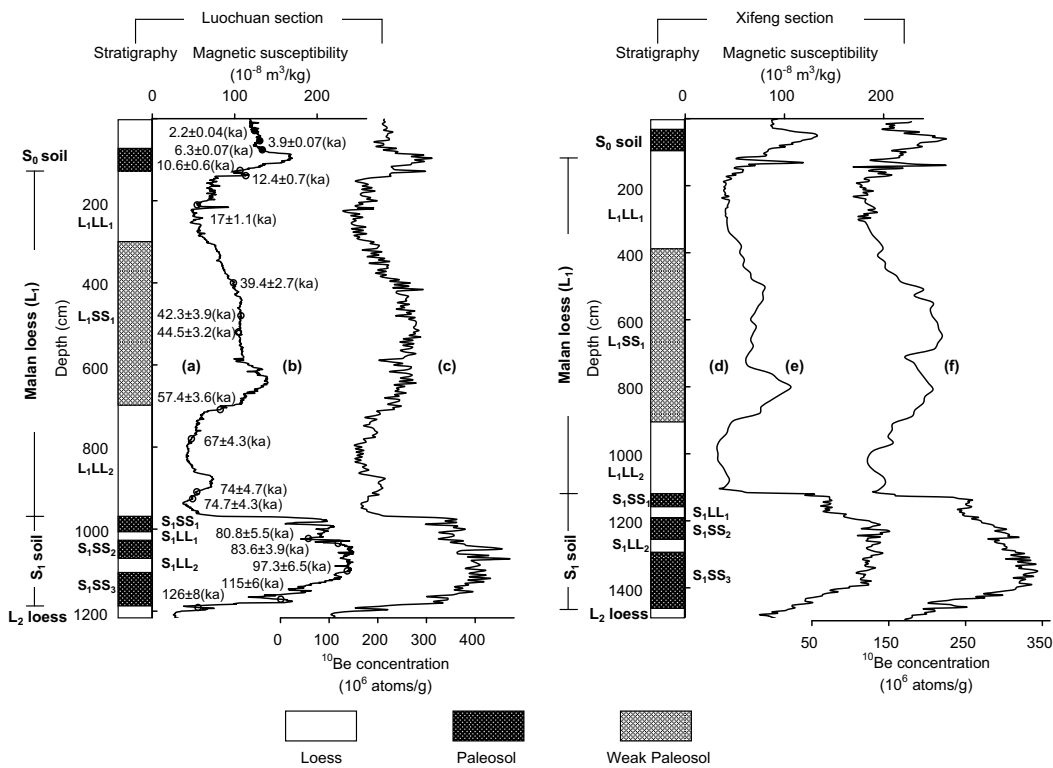 Luochuan section
Stratigraphy Magnetic susceptibility
(10⁻⁸ m³/kg)
0 100 200
S₀ soil
Malan loess (L₁)
S₁ soil
L₂ loess
L₁LL₁
L₁SS₁
L₁LL₂
S₁SS₂
S₁SS₃
S₁SS₁
S₁LL₁
S₁LL₂
Depth (cm)
200
400
600
800
1000
1200
2.2±0.04(ka)
3.9±0.07(ka)
6.3±0.07(ka)
10.6±0.6(ka)
12.4±0.7(ka)
17±1.1(ka)
39.4±2.7(ka)
42.3±3.9(ka)
44.5±3.2(ka)
(a) (b) (c)
57.4±3.6(ka)
67±4.3(ka)
74±4.7(ka)
74.7±4.3(ka)
80.8±5.5(ka)
83.6±3.9(ka)
97.3±6.5(ka)
115±6(ka)
126±8(ka)
0 100 200 300 400
¹⁰Be concentration
(10⁶ atoms/g)
Xifeng section
Stratigraphy Magnetic susceptibility
(10⁻⁸ m³/kg)
0 100 200
S₀ soil
Malan loess (L₁)
S₁ soil
L₂ loess
L₁LL₁
L₁SS₁
L₁LL₂
S₁SS₁
S₁LL₁
S₁SS₂
S₁LL₂
S₁SS₃
Depth (cm)
200
400
600
800
1000
1200
1400
(d) (e) (f)
50 150 250 350
¹⁰Be concentration
(10⁶ atoms/g)
Loess Paleosol Weak Paleosol